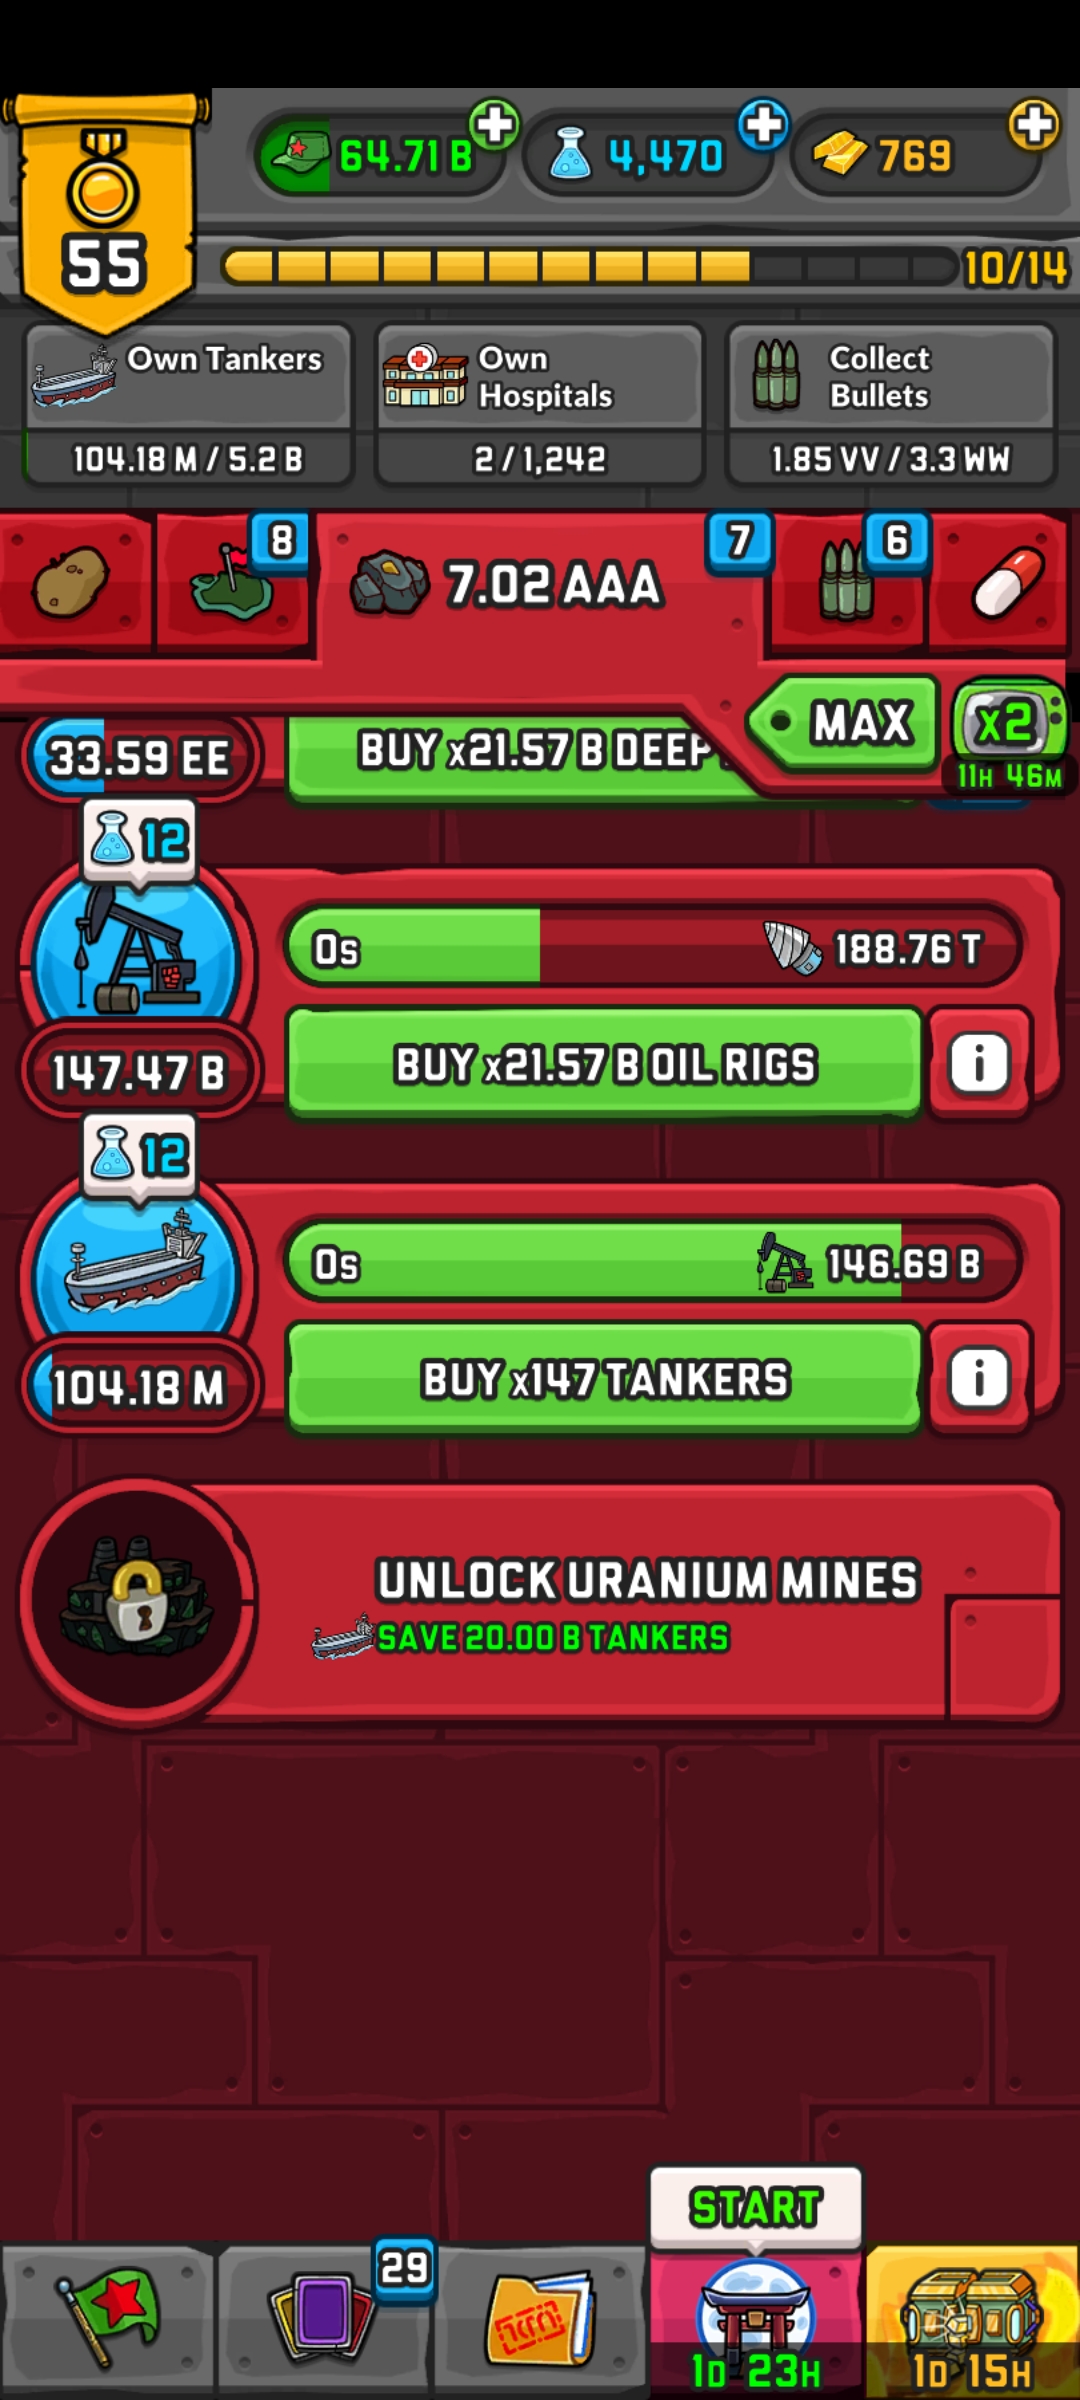 64.71 B
4,470
769
55
10/14
Own Tankers
104.18 M / 5.2 B
Own
Hospitals
2 / 1,242
Collect
Bullets
1.85 VV / 3.3 WW
8
7.02 AAA
7
6
MAX
x2
11H 46M
33.59 EE
BUY x21.57 B DEEP
12
0s
188.76 T
147.47 B
BUY x21.57 B OIL RIGS
i
12
0s
146.69 B
104.18 M
BUY x147 TANKERS
i
UNLOCK URANIUM MINES
SAVE 20.00 B TANKERS
START
29
1D 23H
1D 15H